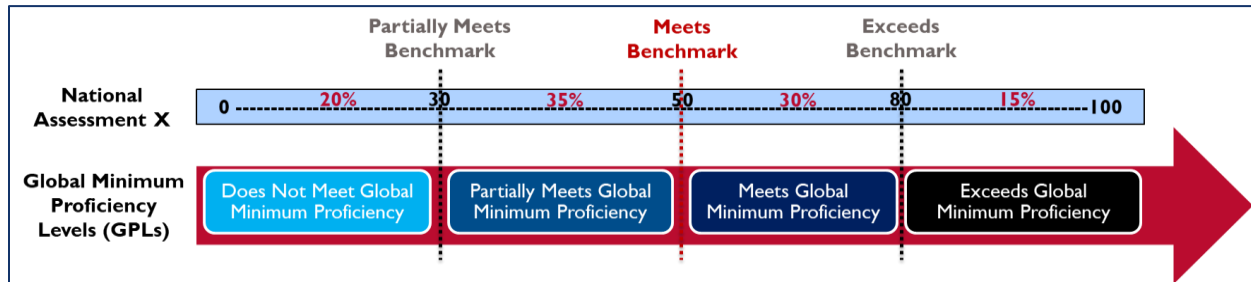 Partially Meets
Benchmark
Meets
Benchmark
Exceeds
Benchmark
National
Assessment X
0 20% 30 35% 50 30% 80 15% 100
Global Minimum
Proficiency
Levels (GPLs)
Does Not Meet Global
Minimum Proficiency
Partially Meets Global
Minimum Proficiency
Meets Global
Minimum Proficiency
Exceeds Global
Minimum Proficiency